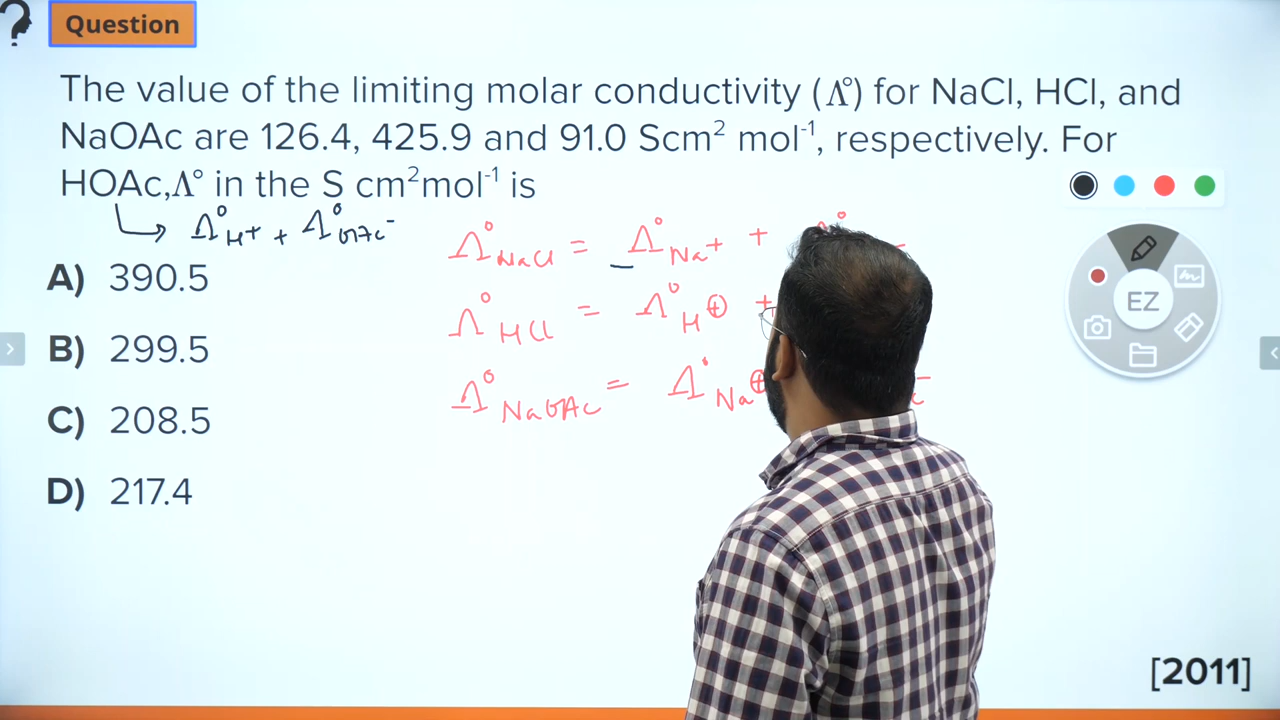 ?
Question
The value of the limiting molar conductivity (Λ°) for NaCl, HCl, and
NaOAc are 126.4, 425.9 and 91.0 Scm² mol⁻¹, respectively. For
HOAc,Λ° in the S cm²mol⁻¹ is
Λ°H+ + Λ°OAc-
A) 390.5
B) 299.5
C) 208.5
D) 217.4
Λ°NaCl = Λ°Na+ +
Λ°HCl = Λ°H⊕ +
Λ°NaOAc = Λ°Na⊕
EZ
[2011]